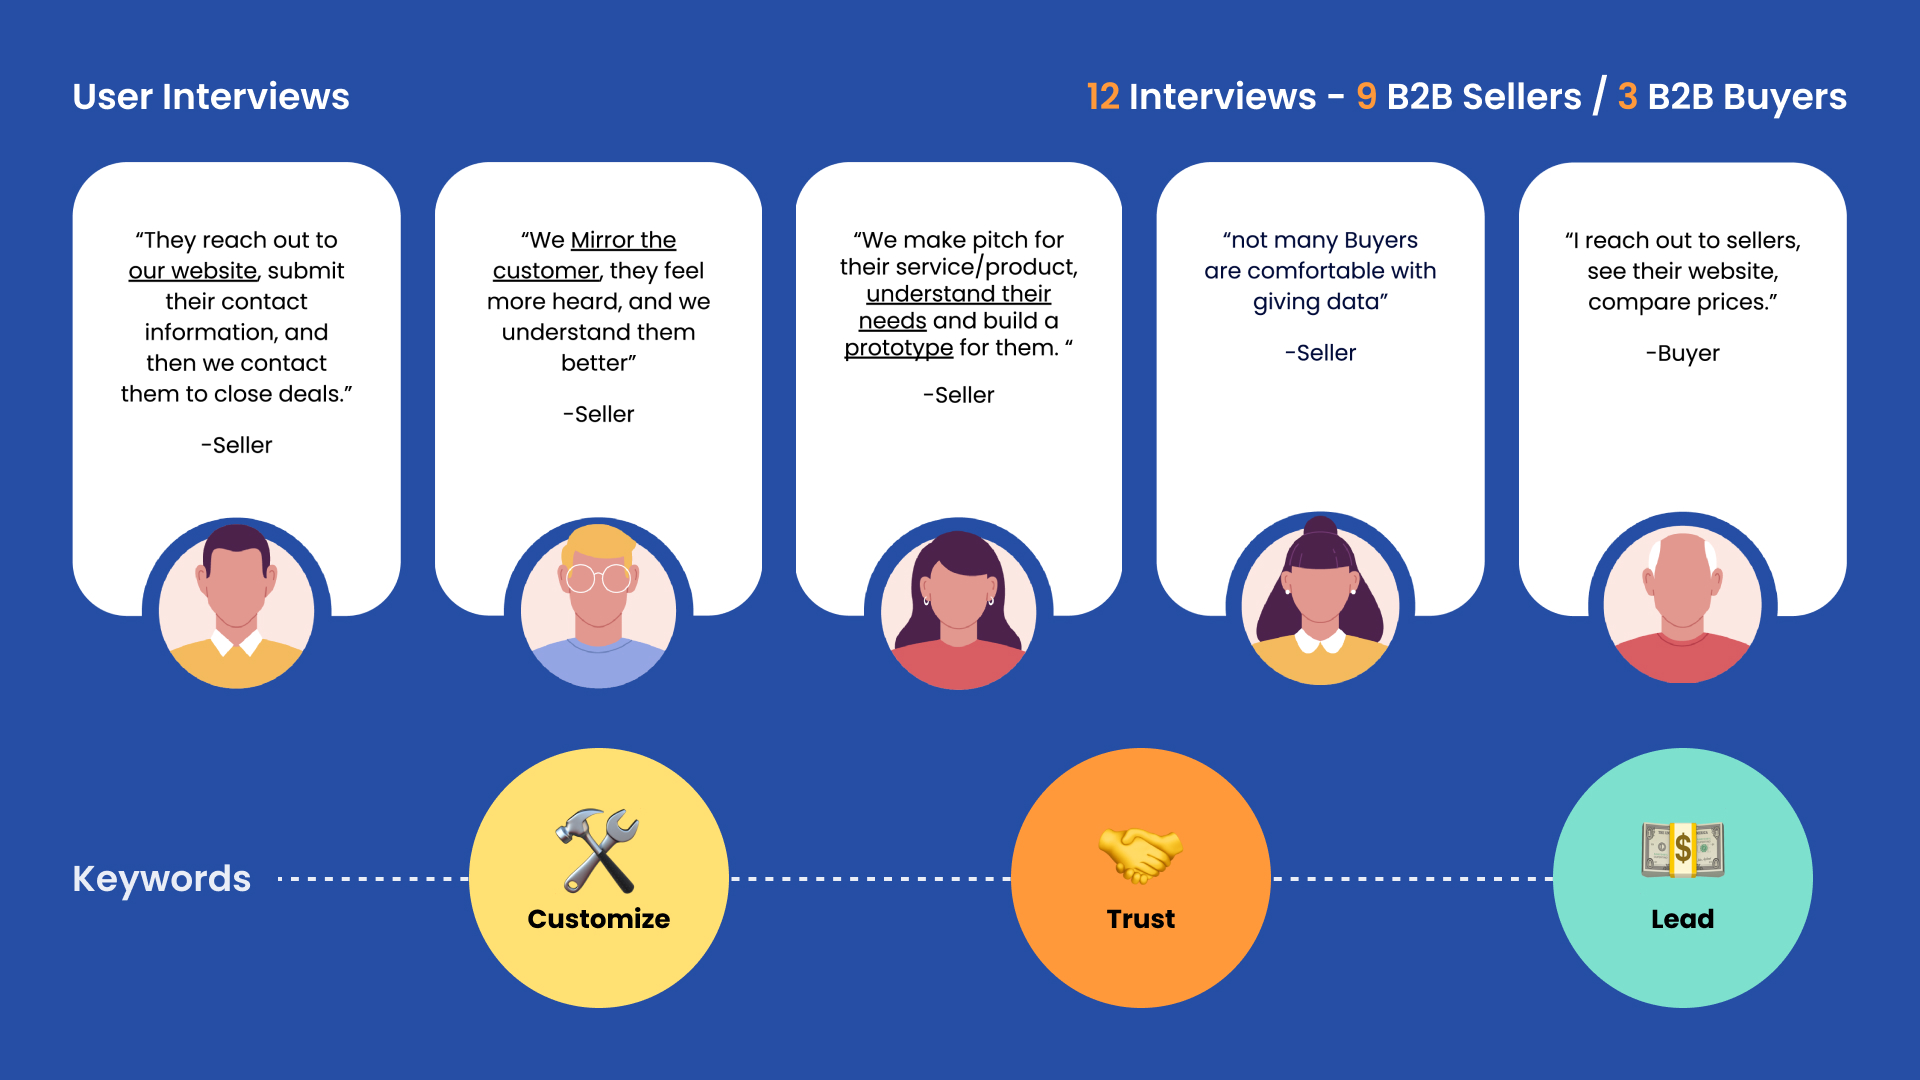 User Interviews
12 Interviews - 9 B2B Sellers / 3 B2B Buyers
“They reach out to
our website, submit
their contact
information, and
then we contact
them to close deals.”
-Seller
“We Mirror the
customer, they feel
more heard, and we
understand them
better”
-Seller
“We make pitch for
their service/product,
understand their
needs and build a
prototype for them. “
-Seller
“not many Buyers
are comfortable with
giving data”
-Seller
“I reach out to sellers,
see their website,
compare prices.”
-Buyer
Keywords
Customize
Trust
$
Lead